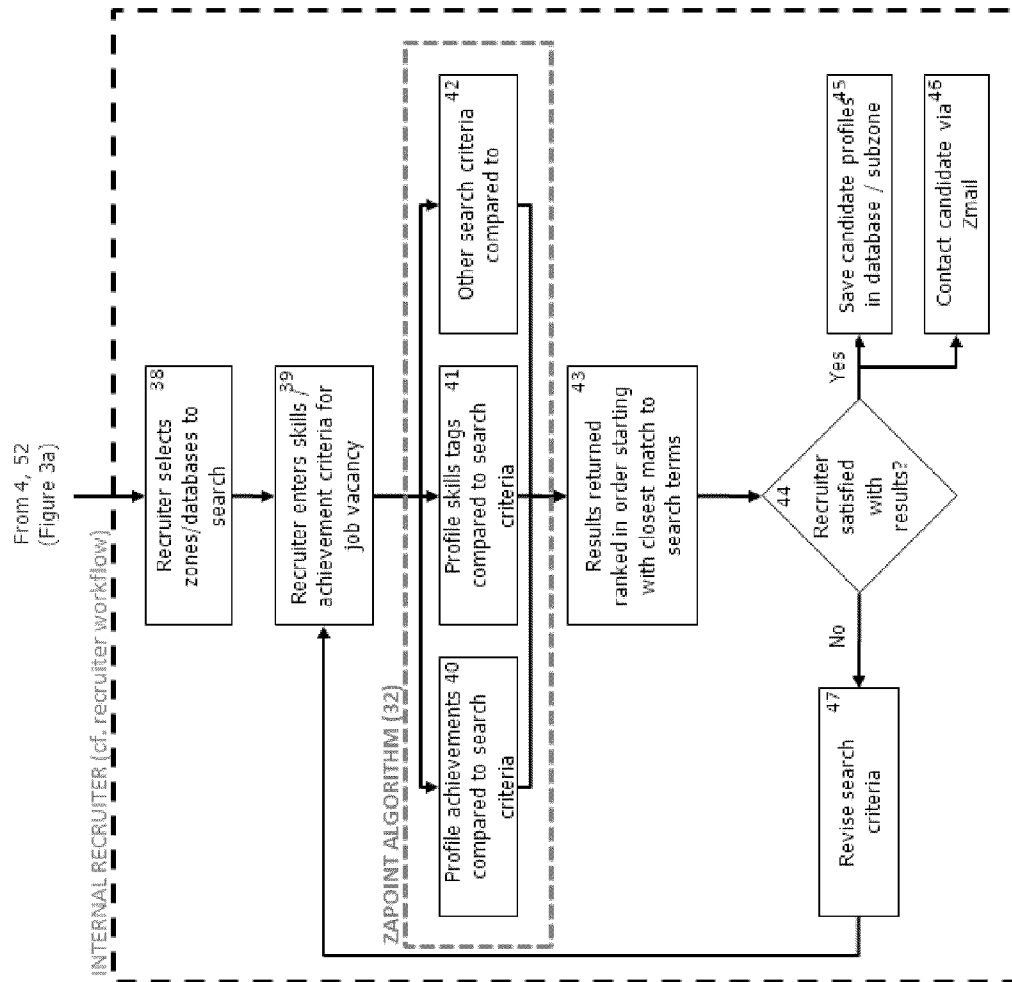 From 4, 52
(Figure 3a)
INTERNAL RECRUITER (cf. recruiter workflow)
38
Recruiter selects
zones/databases to
search
39
Recruiter enters skills /
achievement criteria for
job vacancy
ZAPOINT ALGORITHM (32)
Profile achievements 40
compared to search
criteria
41
Profile skills tags
compared to search
criteria
42
Other search criteria
compared to
43
Results returned
ranked in order starting
with closest match to
search terms
44
Recruiter
satisfied
with
results?
No
Yes
47
Revise search
criteria
45
Save candidate profiles
in database / subzone
46
Contact candidate via
Zmail